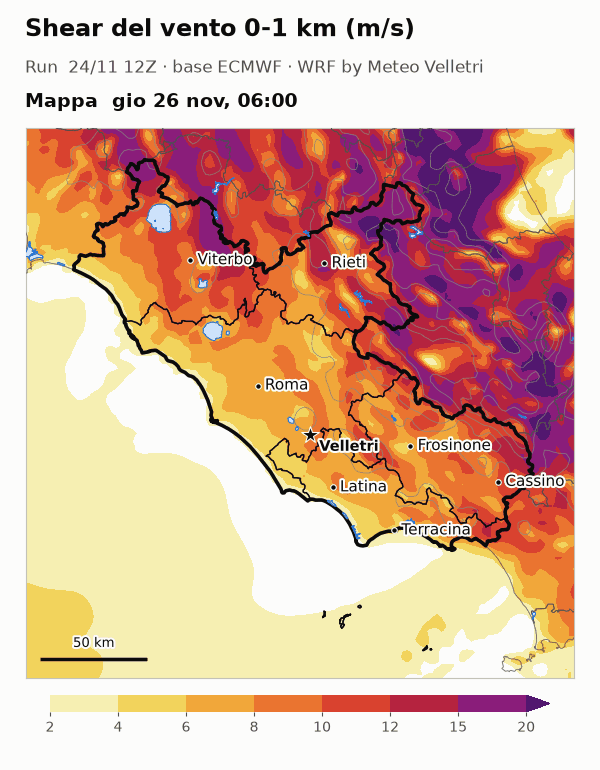 Shear del vento 0-1 km (m/s)
Run  24/11 12Z · base ECMWF · WRF by Meteo Velletri
Mappa  gio 26 nov, 06:00
Viterbo
Rieti
Roma
Velletri
Frosinone
Cassino
Latina
Terracina
50 km
2 4 6 8 10 12 15 20